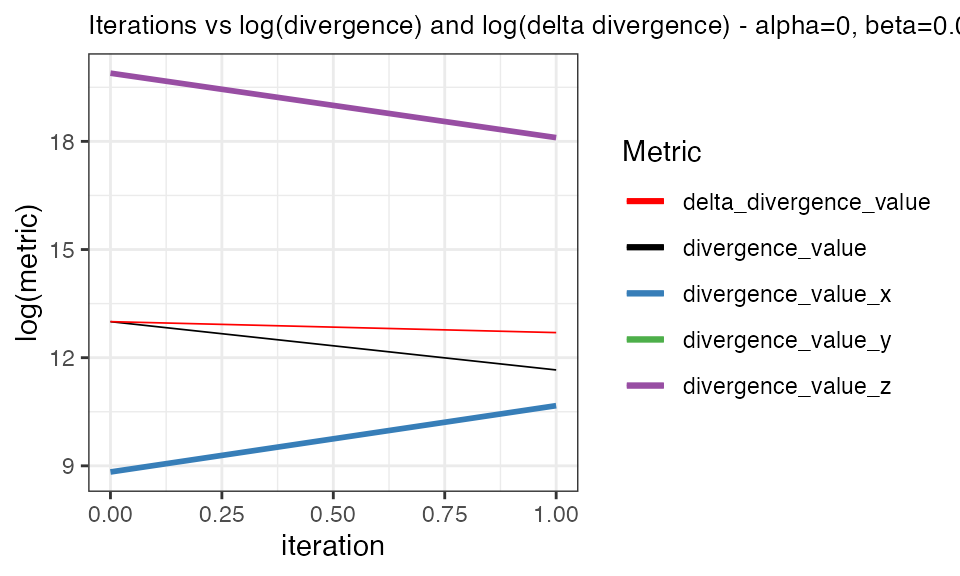 Iterations vs log(divergence) and log(delta divergence) - alpha=0, beta=0.0
18
15
12
9
log(metric)
0.00 0.25 0.50 0.75 1.00
iteration
Metric
delta_divergence_value
divergence_value
divergence_value_x
divergence_value_y
divergence_value_z